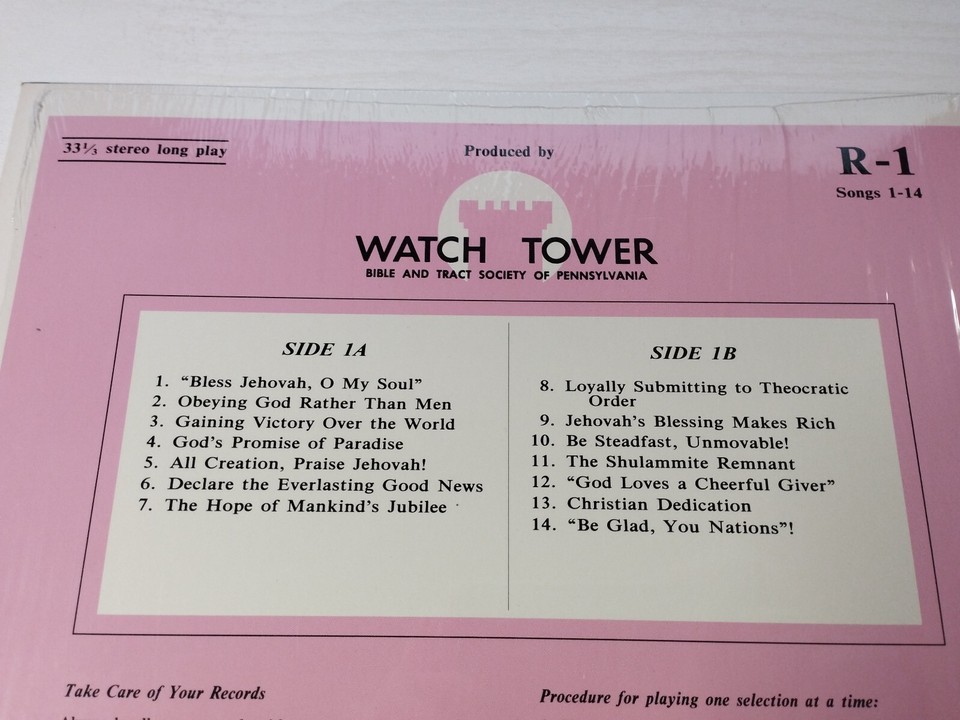 33⅓ stereo long play
Produced by
R-1
Songs 1-14
WATCH TOWER
BIBLE AND TRACT SOCIETY OF PENNSYLVANIA
SIDE 1A
1. “Bless Jehovah, O My Soul”
2. Obeying God Rather Than Men
3. Gaining Victory Over the World
4. God’s Promise of Paradise
5. All Creation, Praise Jehovah!
6. Declare the Everlasting Good News
7. The Hope of Mankind’s Jubilee
SIDE 1B
8. Loyally Submitting to Theocratic
Order
9. Jehovah’s Blessing Makes Rich
10. Be Steadfast, Unmovable!
11. The Shulammite Remnant
12. “God Loves a Cheerful Giver”
13. Christian Dedication
14. “Be Glad, You Nations”!
Take Care of Your Records
Procedure for playing one selection at a time: